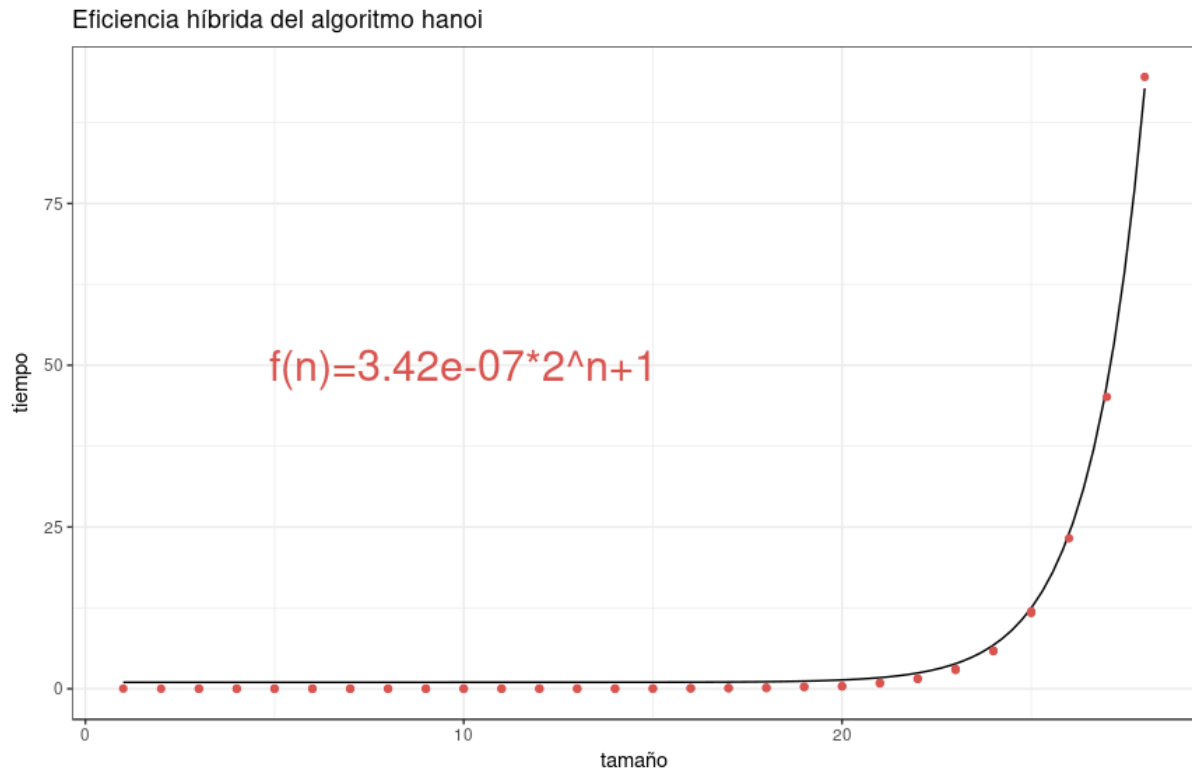 Eficiencia híbrida del algoritmo hanoi
75
50
25
0
tiempo
f(n)=3.42e-07*2^n+1
0
10
20
tamaño